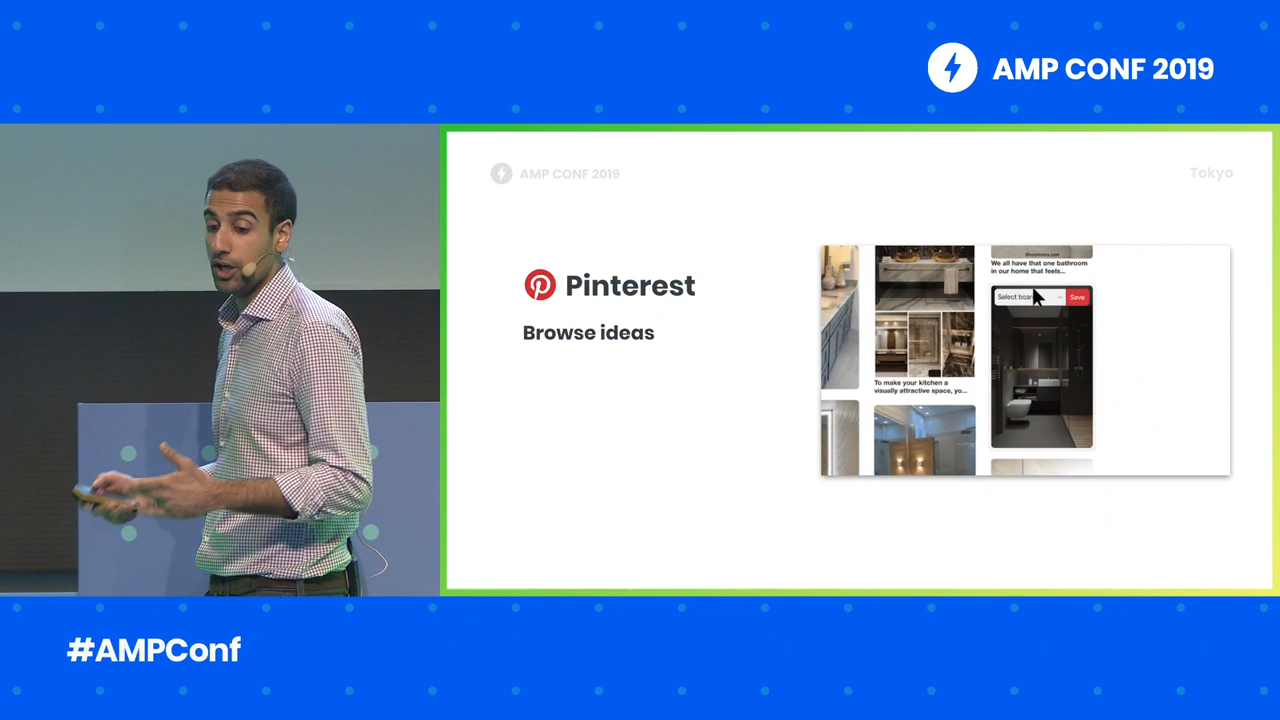 AMP CONF 2019
AMP CONF 2019
Tokyo
Pinterest
Browse ideas
We all have that one bathroom
in our home that feels...
Save
To make your kitchen a
visually attractive space, yo...
#AMPConf